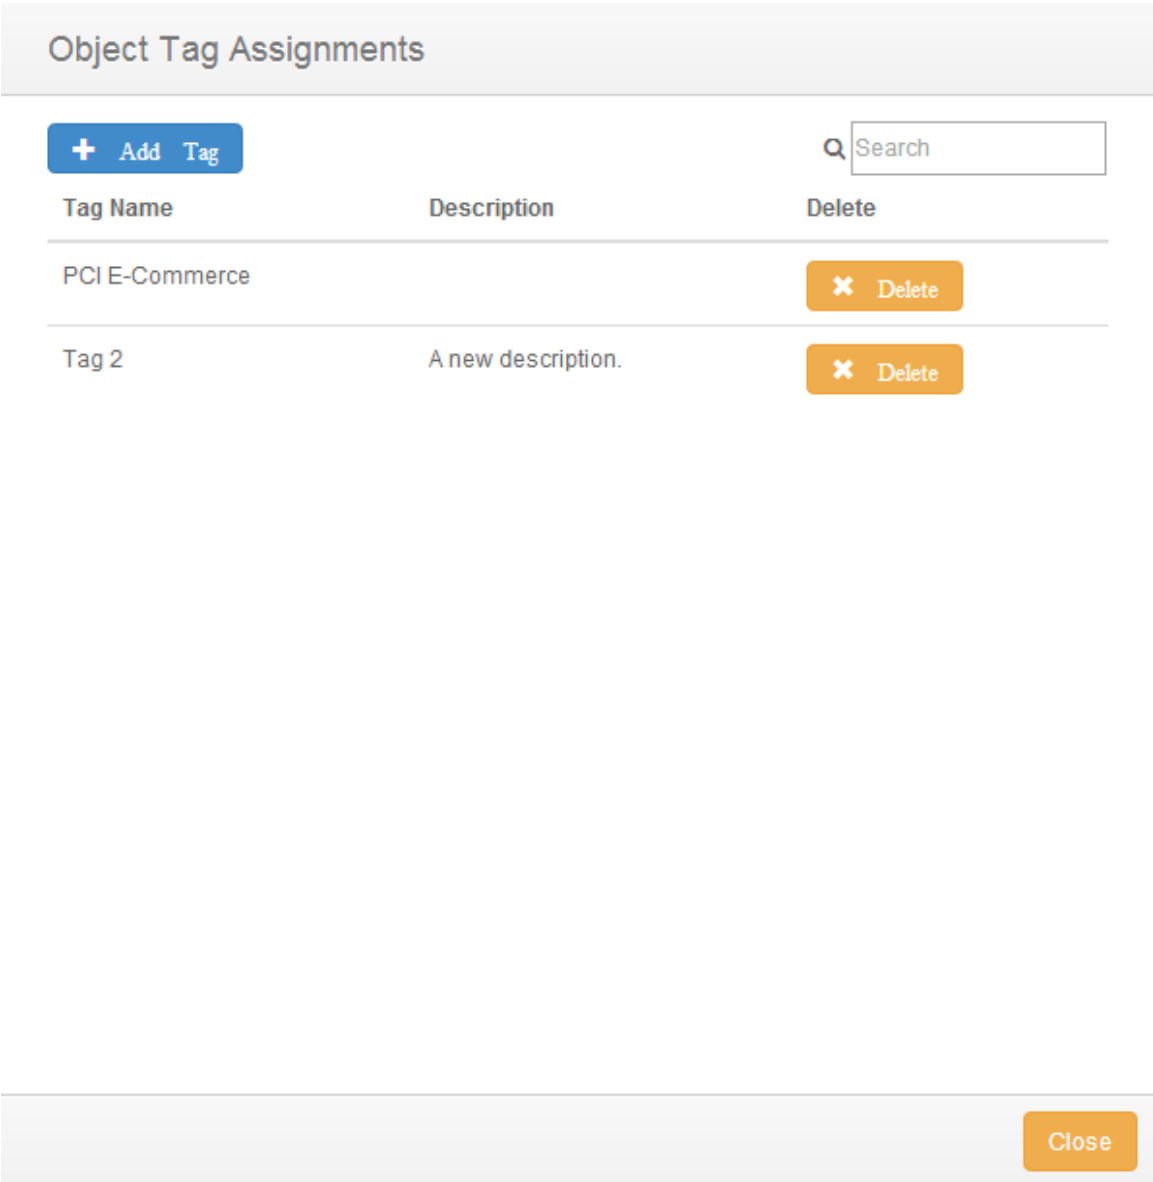 Object Tag Assignments
Add Tag
Search
Tag Name Description Delete
PCI E-Commerce Delete
Tag 2 A new description. Delete
Close